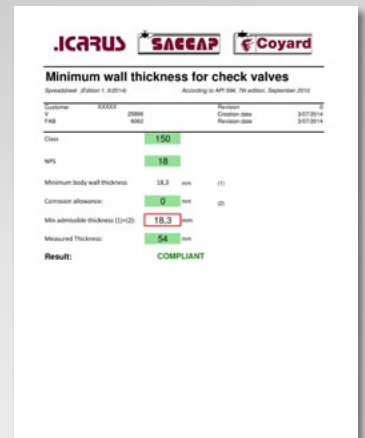 .ICARUS SACCAP Coyard
Minimum wall thickness for check valves
Spreadsheet (Edition 1, 8/2014) According to API 594, 7th edition, September 2010
Customer XXXXX Revision 0
V 25896 Creation date 3/07/2014
FAB 6062 Revision date 3/07/2014
Class 150
NPS 18
Minimum body wall thickness 18,3 mm (1)
Corrosion allowance: 0 mm (2)
Min admissible thickness (1)+(2): 18,3 mm
Measured Thickness: 54 mm
Result: COMPLIANT